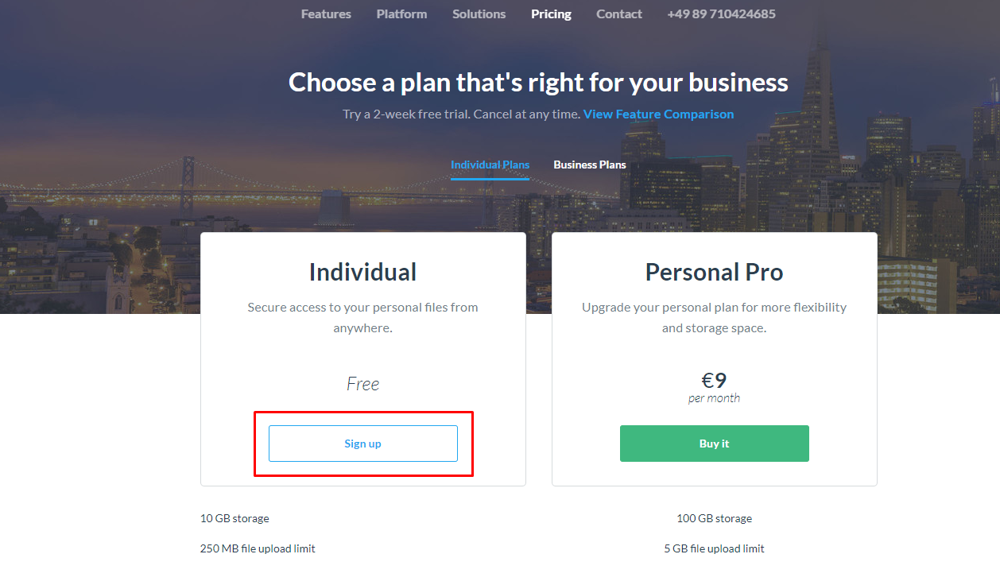 Features Platform Solutions Pricing Contact +49 89 710424685
Choose a plan that's right for your business
Try a 2-week free trial. Cancel at any time. View Feature Comparison
Individual Plans Business Plans
Individual
Secure access to your personal files from
anywhere.
Free
Sign up
Personal Pro
Upgrade your personal plan for more flexibility
and storage space.
€9
per month
Buy it
10 GB storage
250 MB file upload limit
100 GB storage
5 GB file upload limit